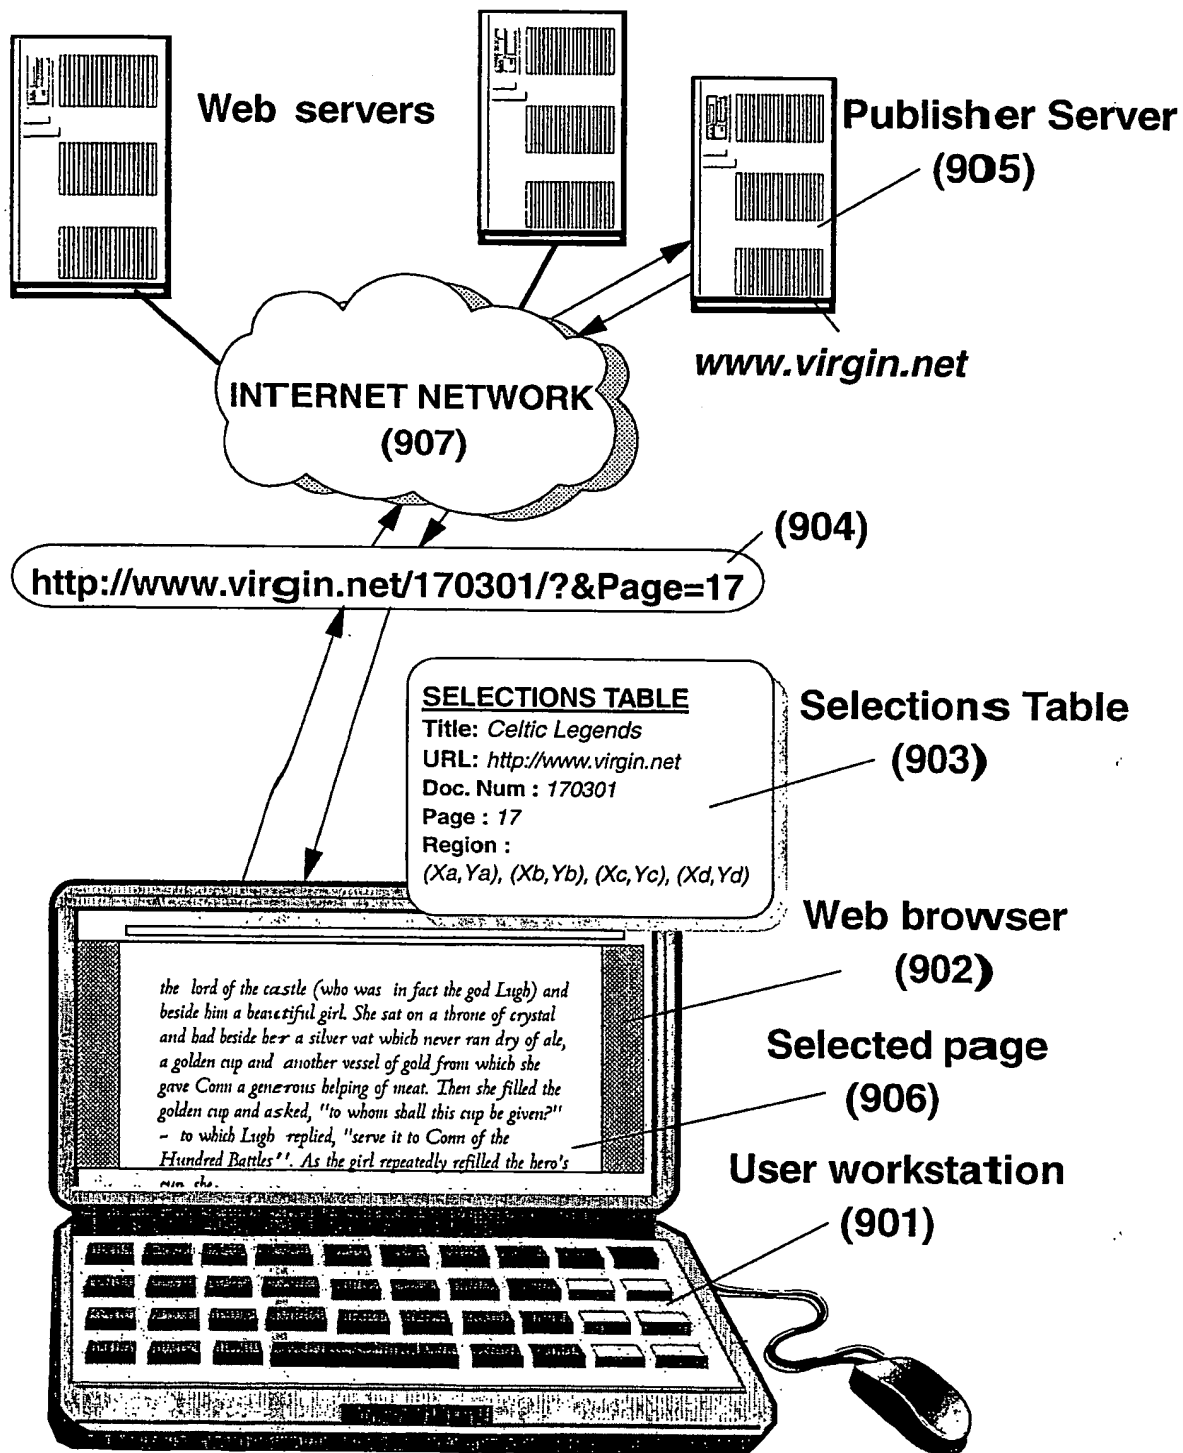 Web servers
Publisher Server
(905)
www.virgin.net
INTERNET NETWORK
(907)
(904)
http://www.virgin.net/170301/?&Page=17
SELECTIONS TABLE
Title: Celtic Legends
URL: http://www.virgin.net
Doc. Num : 170301
Page : 17
Region :
(Xa,Ya), (Xb,Yb), (Xc,Yc), (Xd,Yd)
Selections Table
(903)
Web browser
(902)
the lord of the castle (who was in fact the god Lugh) and
beside him a beautiful girl. She sat on a throne of crystal
and had beside her a silver vat which never ran dry of ale,
a golden cup and another vessel of gold from which she
gave Conn a generous helping of meat. Then she filled the
golden cup and asked, "to whom shall this cup be given?"
– to which Lugh replied, "serve it to Conn of the
Hundred Battles''. As the girl repeatedly refilled the hero's
cup, she
Selected page
(906)
User workstation
(901)